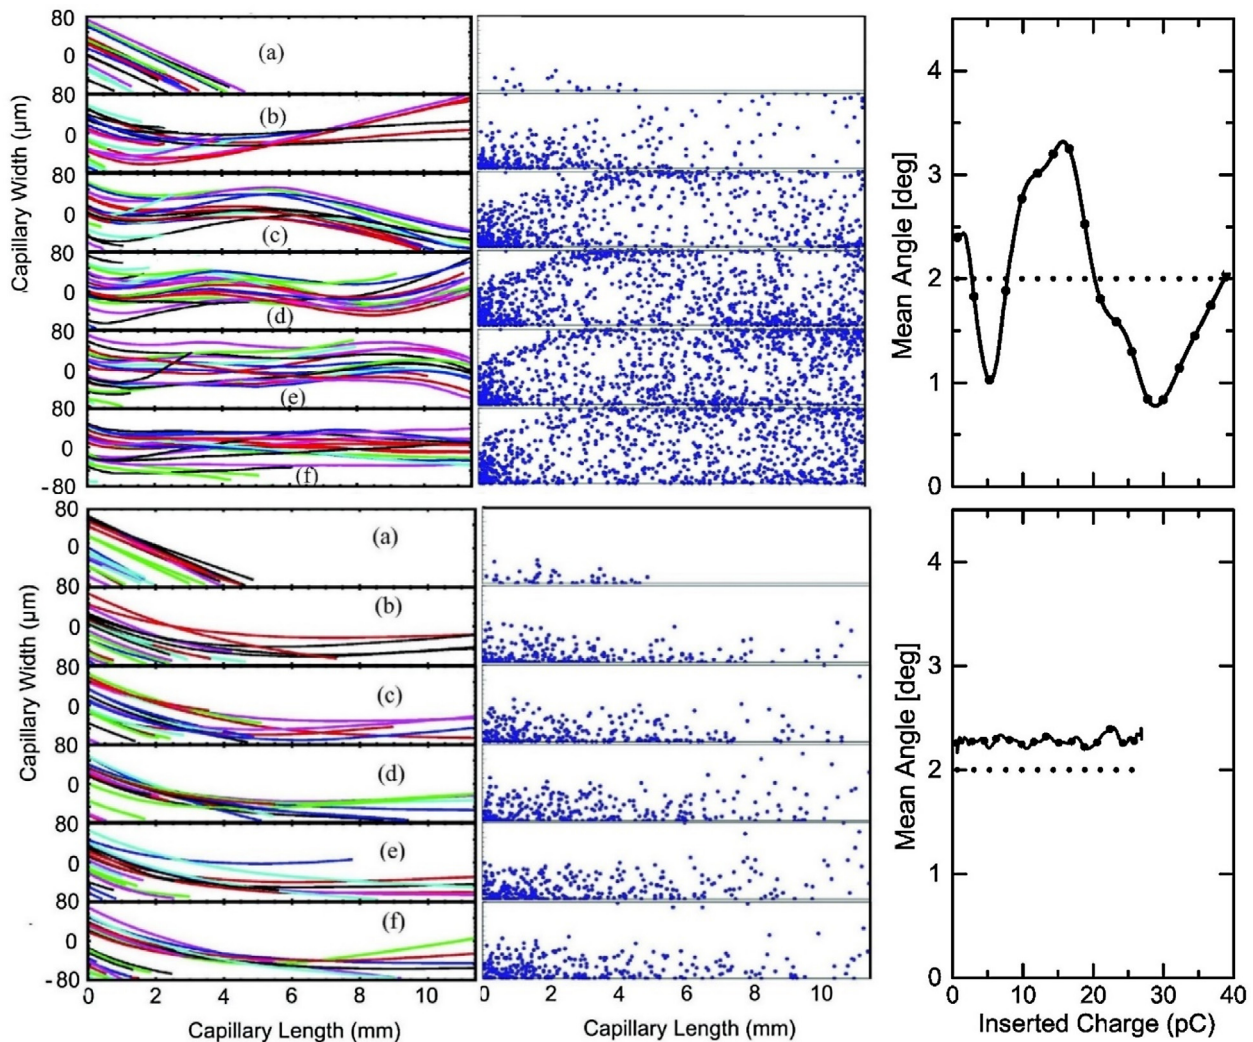 80
0
80
0
80
0
80
0
80
0
80
0
- 80
Capillary Width (µm)
(a)
(b)
(c)
(d)
(e)
(f)
4
3
2
1
0
Mean Angle [deg]
80
0
80
0
80
0
80
0
80
0
80
0
- 80
Capillary Width (µm)
(a)
(b)
(c)
(d)
(e)
(f)
0 2 4 6 8 10
Capillary Length (mm)
0 2 4 6 8 10
Capillary Length (mm)
4
3
2
1
0
Mean Angle [deg]
0 10 20 30 40
Inserted Charge (pC)